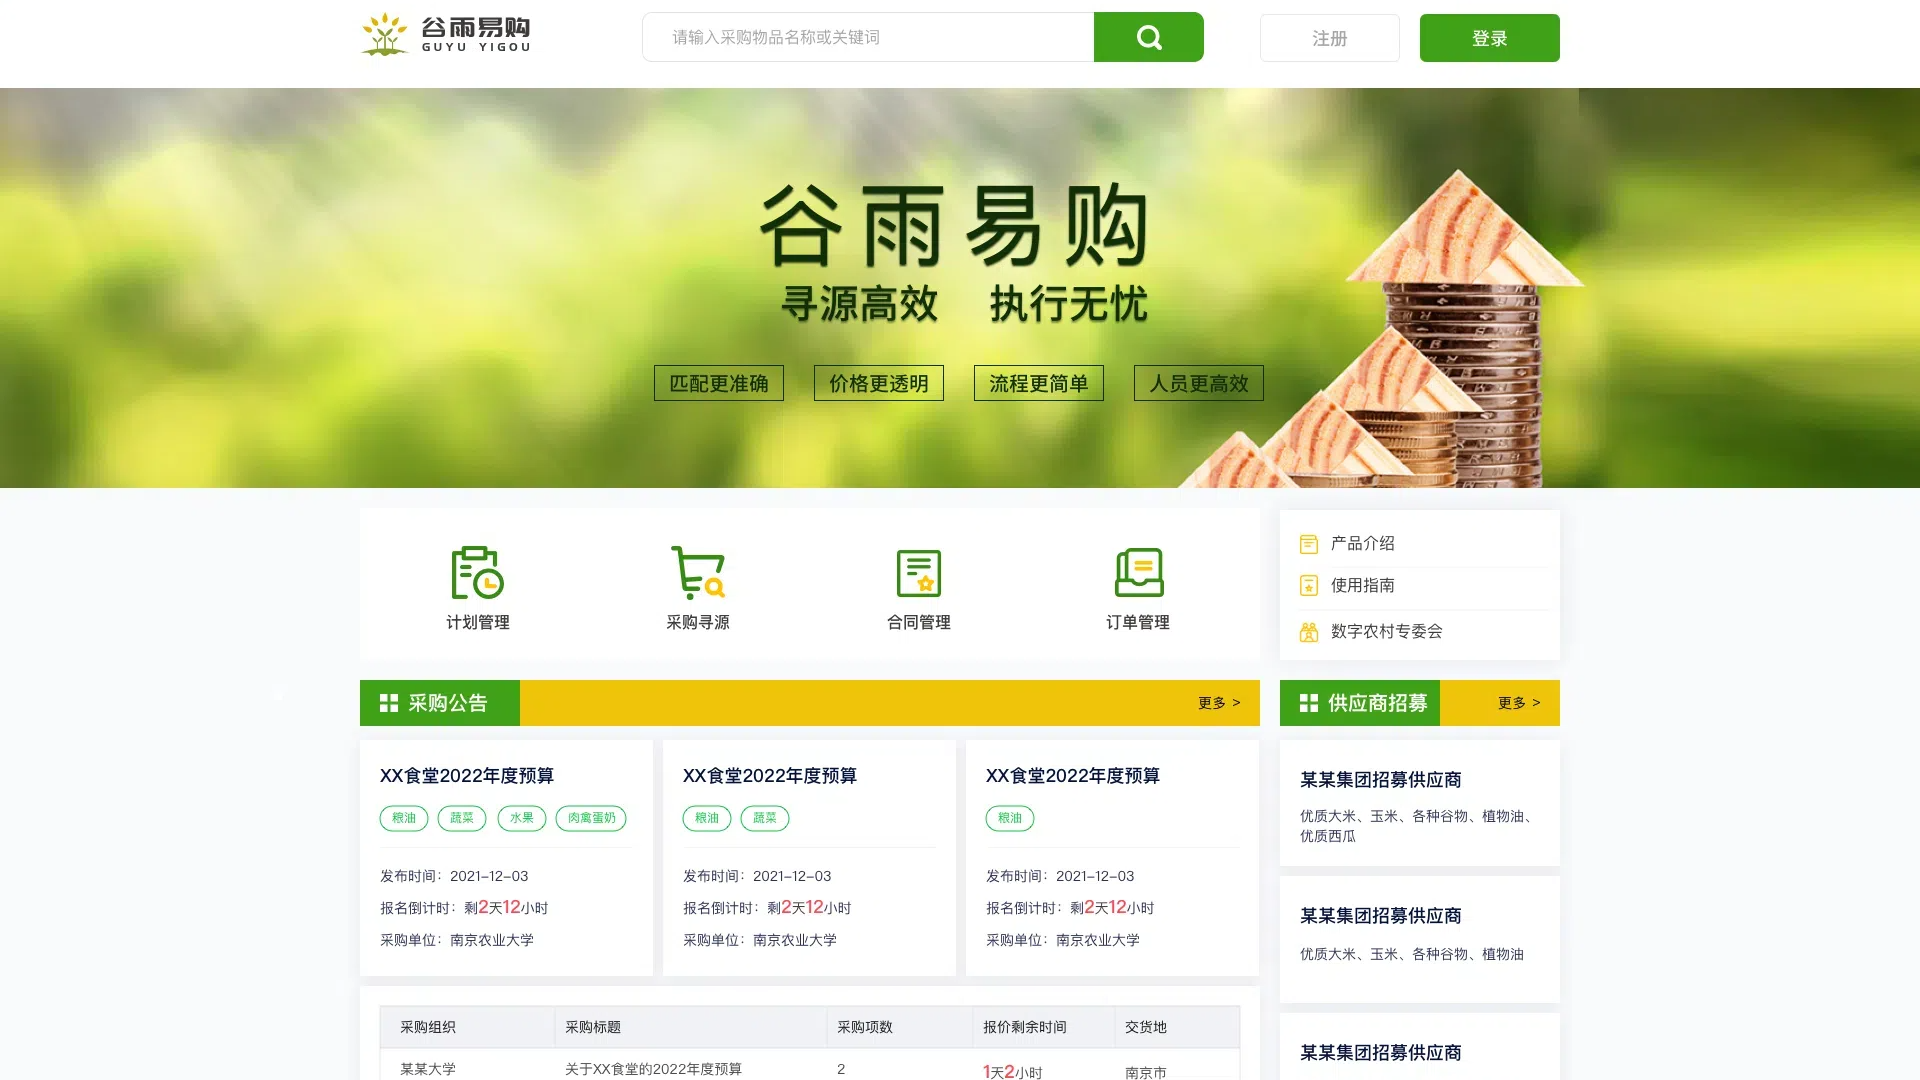 谷雨易购
GUYU YIGOU
请输入采购物品名称或关键词
注册
登录
谷雨易购
寻源高效 执行无忧
匹配更准确 价格更透明 流程更简单 人员更高效
计划管理 采购寻源 合同管理 订单管理
产品介绍
使用指南
数字农村专委会
采购公告 更多 >
供应商招募 更多 >
XX食堂2022年度预算
粮油 蔬菜 水果 肉禽蛋奶
发布时间：2021-12-03
报名倒计时：剩2天12小时
采购单位：南京农业大学
XX食堂2022年度预算
粮油 蔬菜
发布时间：2021-12-03
报名倒计时：剩2天12小时
采购单位：南京农业大学
XX食堂2022年度预算
粮油
发布时间：2021-12-03
报名倒计时：剩2天12小时
采购单位：南京农业大学
某某集团招募供应商
优质大米、玉米、各种谷物、植物油、
优质西瓜
某某集团招募供应商
优质大米、玉米、各种谷物、植物油
某某集团招募供应商
采购组织 采购标题 采购项数 报价剩余时间 交货地
某某大学 关于XX食堂的2022年度预算 2 1天2小时 南京市